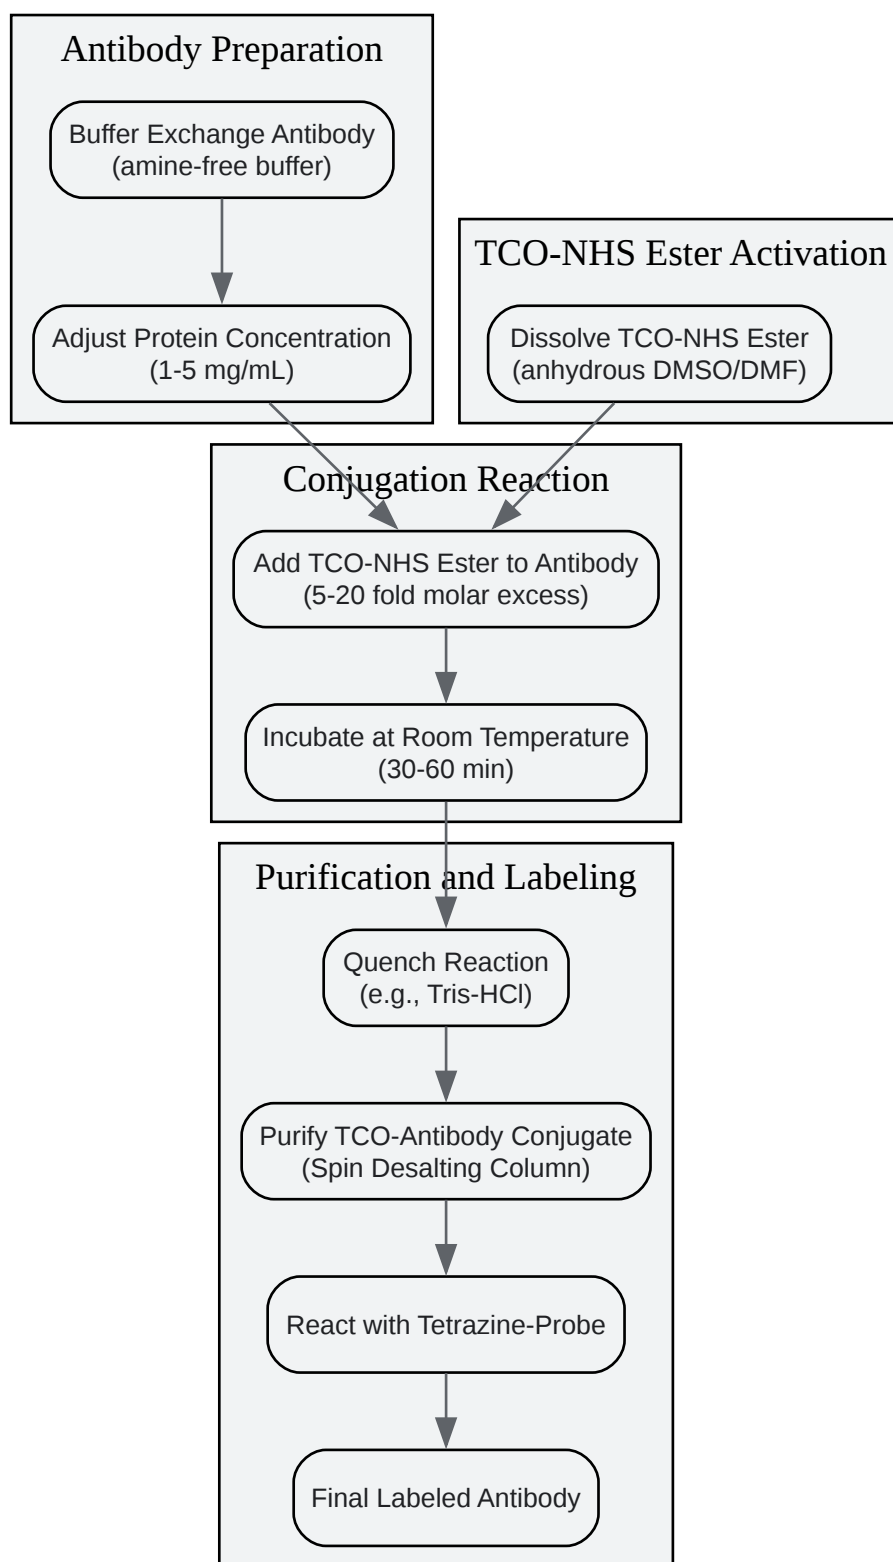 Antibody Preparation
Buffer Exchange Antibody
(amine-free buffer)
Adjust Protein Concentration
(1-5 mg/mL)
TCO-NHS Ester Activation
Dissolve TCO-NHS Ester
(anhydrous DMSO/DMF)
Conjugation Reaction
Add TCO-NHS Ester to Antibody
(5-20 fold molar excess)
Incubate at Room Temperature
(30-60 min)
Purification and Labeling
Quench Reaction
(e.g., Tris-HCl)
Purify TCO-Antibody Conjugate
(Spin Desalting Column)
React with Tetrazine-Probe
Final Labeled Antibody